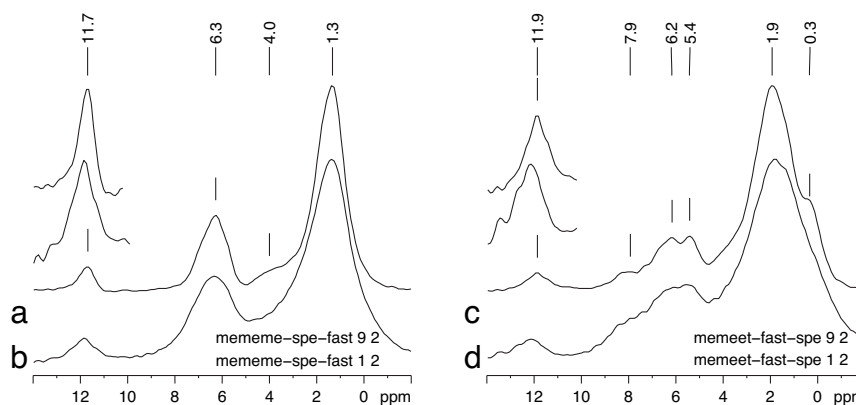 11.7 6.3 4.0 1.3
a
b
mememe-spe-fast 9 2
mememe-spe-fast 1 2
12 10 8 6 4 2 0 ppm
11.9 7.9 6.2 5.4 1.9 0.3
c
d
memeet-fast-spe 9 2
memeet-fast-spe 1 2
12 10 8 6 4 2 0 ppm